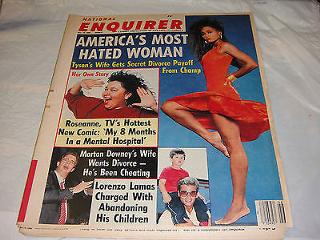 NATIONAL
ENQUIRER
AMERICA'S MOST
HATED WOMAN
Tyson's Wife Gets Secret Divorce Payoff
From Champ
Her Own Story
Roseanne, TV's Hottest
New Comic: 'My 8 Months
In a Mental Hospital'
Morton Downey's Wife
Wants Divorce —
He's Been Cheating
Lorenzo Lamas
Charged With
Abandoning
His Children